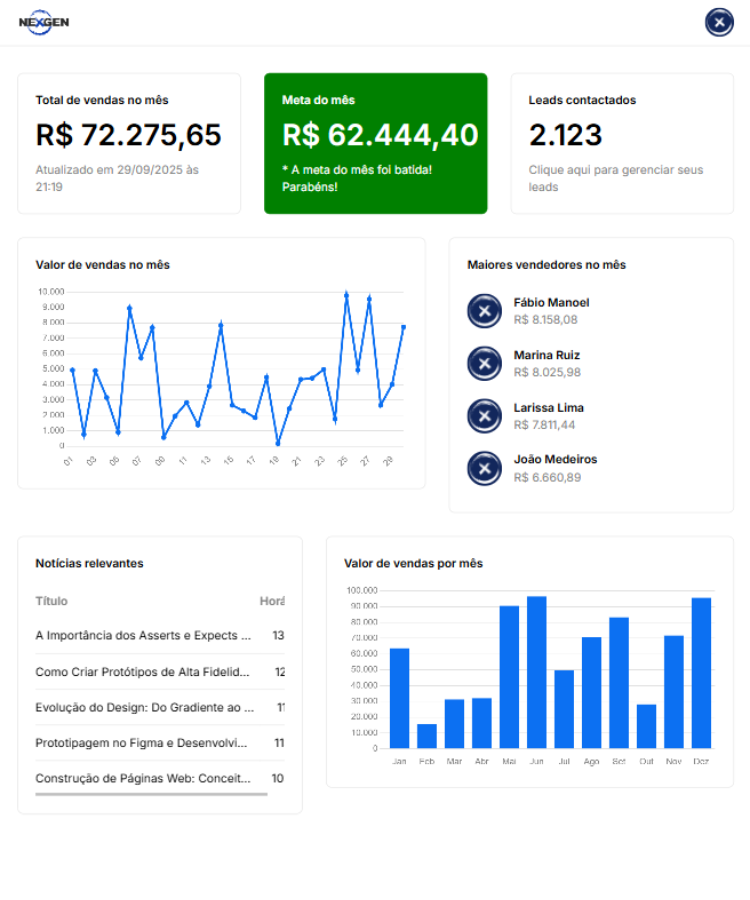 NEXGEN
Total de vendas no mês
R$ 72.275,65
Atualizado em 29/09/2025 às
21:19
Meta do mês
R$ 62.444,40
* A meta do mês foi batida!
Parabéns!
Leads contactados
2.123
Clique aqui para gerenciar seus
leads
Valor de vendas no mês
10.000
9.000
8.000
7.000
6.000
5.000
4.000
3.000
2.000
1.000
0
01 03 05 07 09 11 13 15 17 19 21 23 25 27 29
Maiores vendedores no mês
Fábio Manoel
R$ 8.158,08
Marina Ruiz
R$ 8.025,98
Larissa Lima
R$ 7.811,44
João Medeiros
R$ 6.660,89
Notícias relevantes
Título Horá
A Importância dos Asserts e Expects ... 13
Como Criar Protótipos de Alta Fidelid... 12
Evolução do Design: Do Gradiente ao ... 11
Prototipagem no Figma e Desenvolvi... 11
Construção de Páginas Web: Conceit... 10
Valor de vendas por mês
100.000
90.000
80.000
70.000
60.000
50.000
40.000
30.000
20.000
10.000
0
Jan Feb Mar Abr Mai Jun Jul Ago Set Out Nov Dez